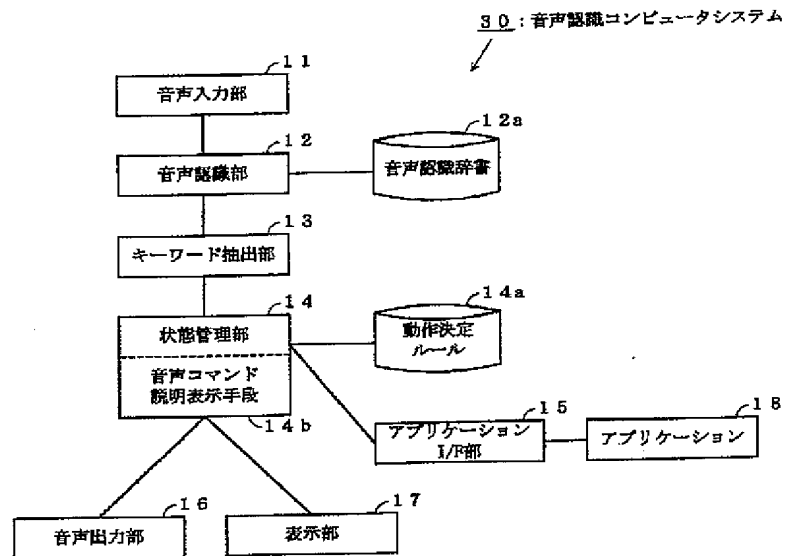 30:音声認識コンピュータシステム
11
音声入力部
12
音声認識部
12a
音声認識辞書
13
キーワード抽出部
14
状態管理部
音声コマンド
説明表示手段
14b
14a
動作決定
ルール
15
アプリケーション
I/F部
18
アプリケーション
16
音声出力部
17
表示部